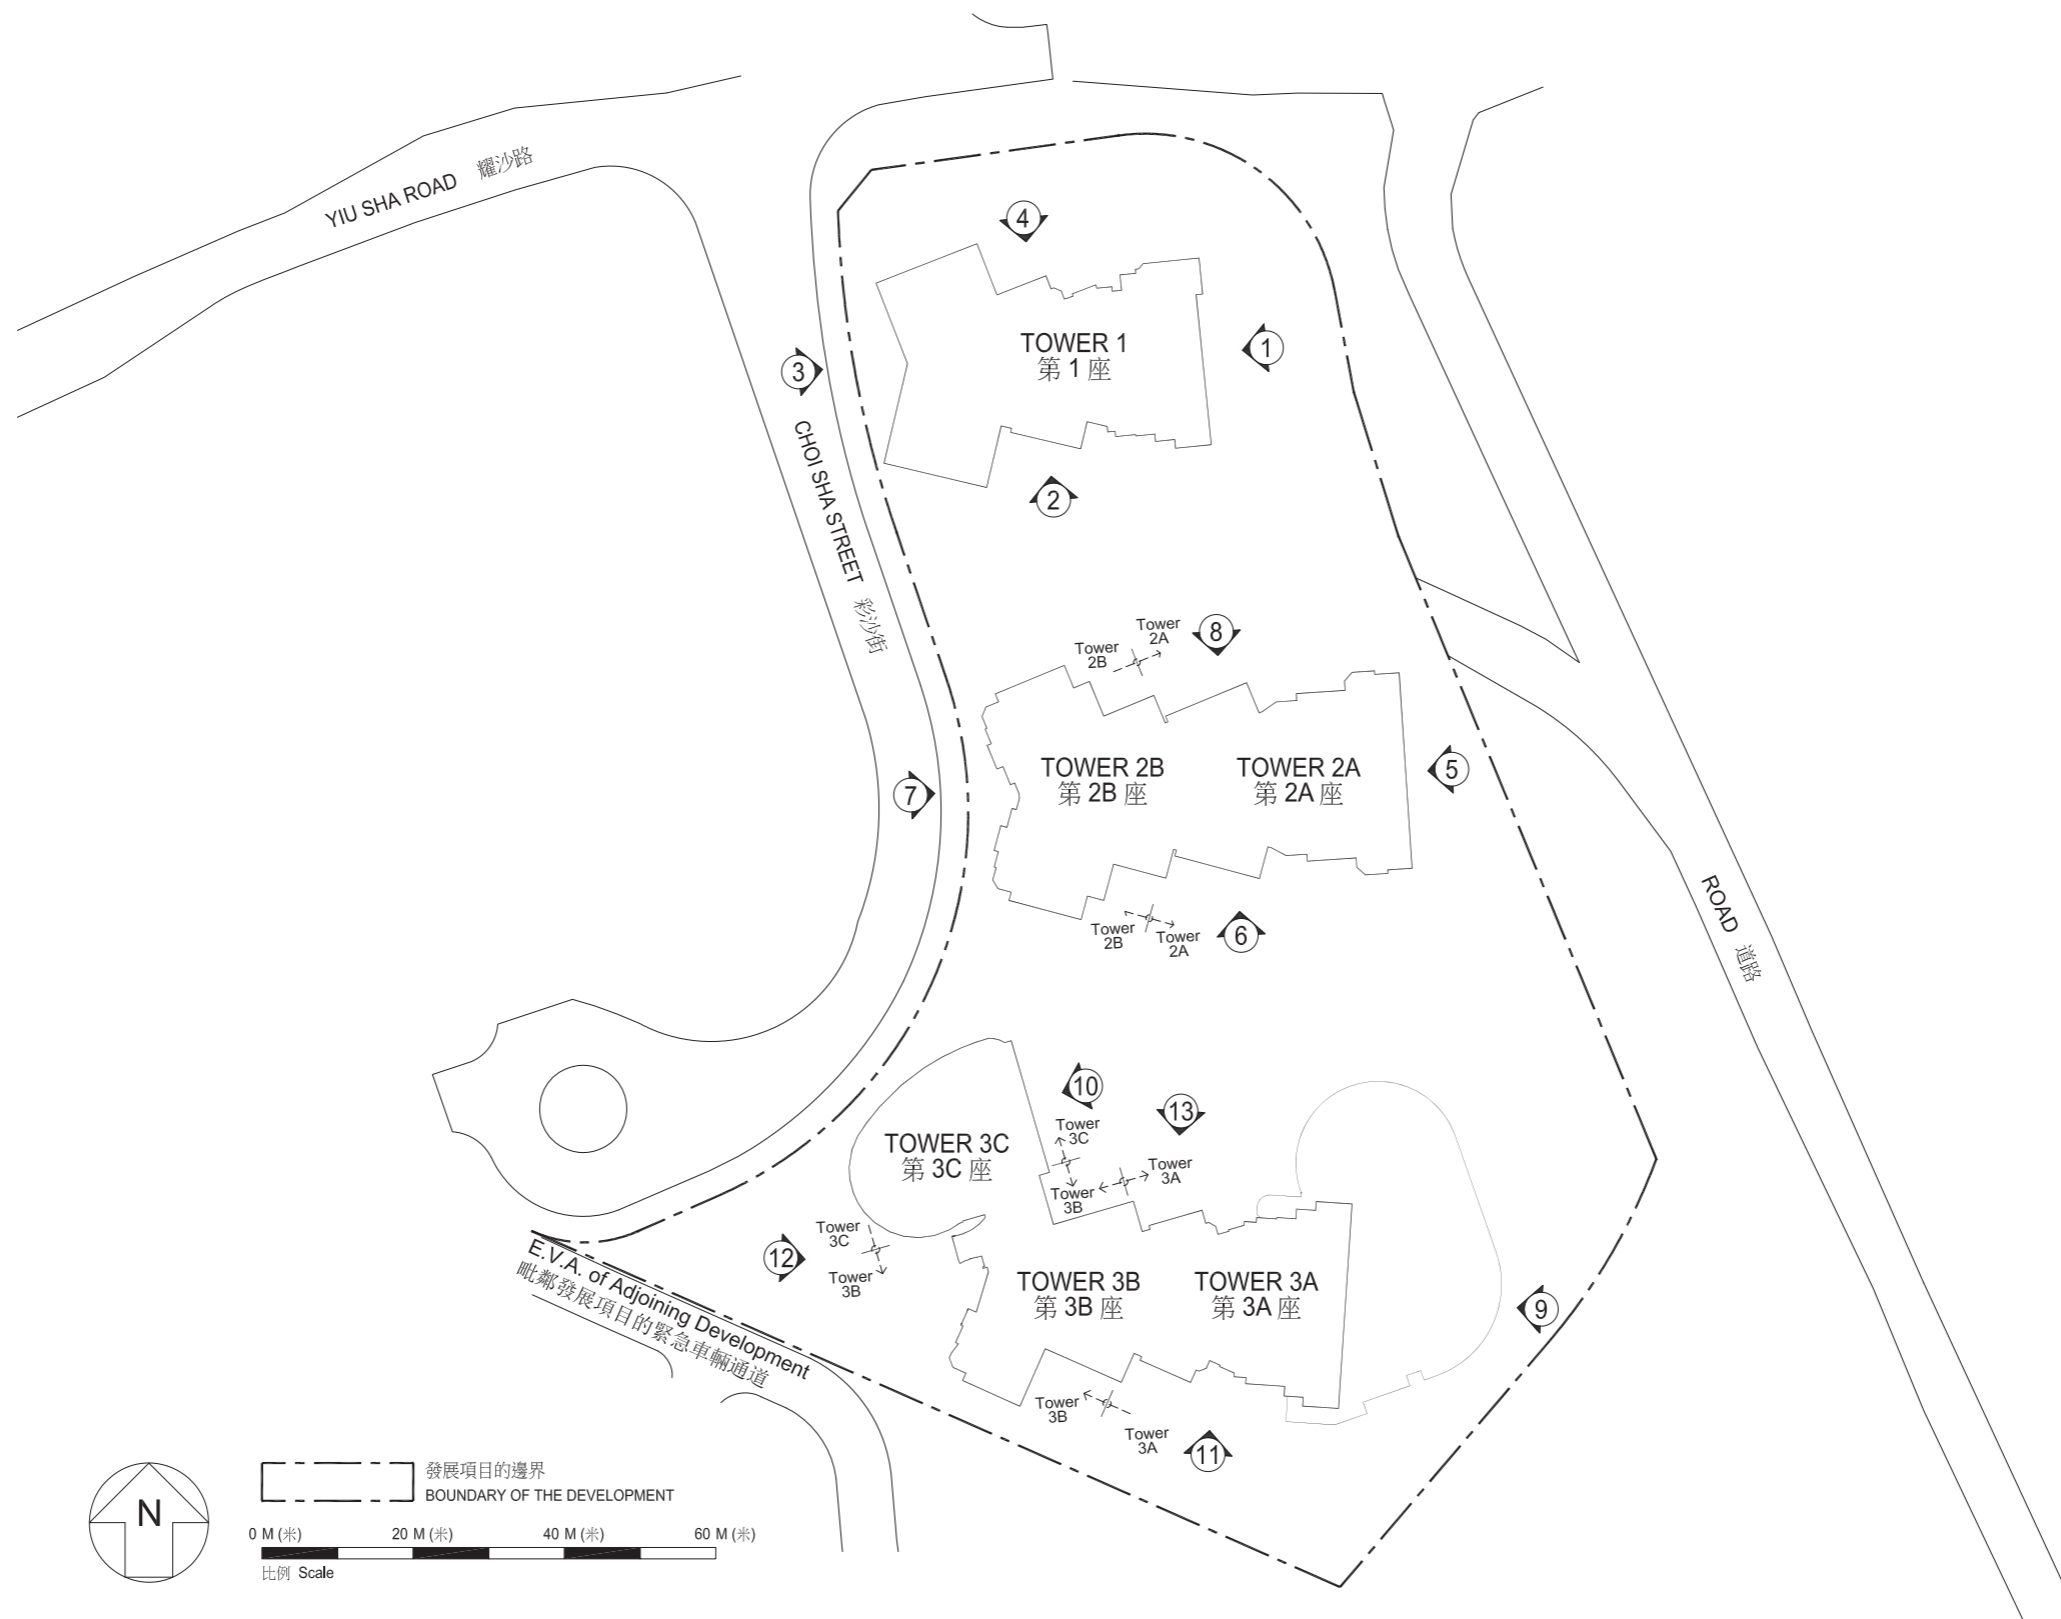 YIU SHA ROAD 耀沙路
4
TOWER 1
第 1 座
1
3
2
CHOI SHA STREET 彩沙街
Tower
2A
8
Tower
2B
TOWER 2B
第 2B 座
TOWER 2A
第 2A 座
5
7
Tower
2B
Tower
2A
6
ROAD 道路
10
13
Tower
3C
TOWER 3C
第 3C 座
Tower
3A
Tower
3B
12
Tower
3C
Tower
3B
TOWER 3B
第 3B 座
TOWER 3A
第 3A 座
9
E.V.A. of Adjoining Development
毗鄰發展項目的緊急車輛通道
Tower
3B
Tower
3A
11
N
發展項目的邊界
BOUNDARY OF THE DEVELOPMENT
0 M (米) 20 M (米) 40 M (米) 60 M (米)
比例 Scale